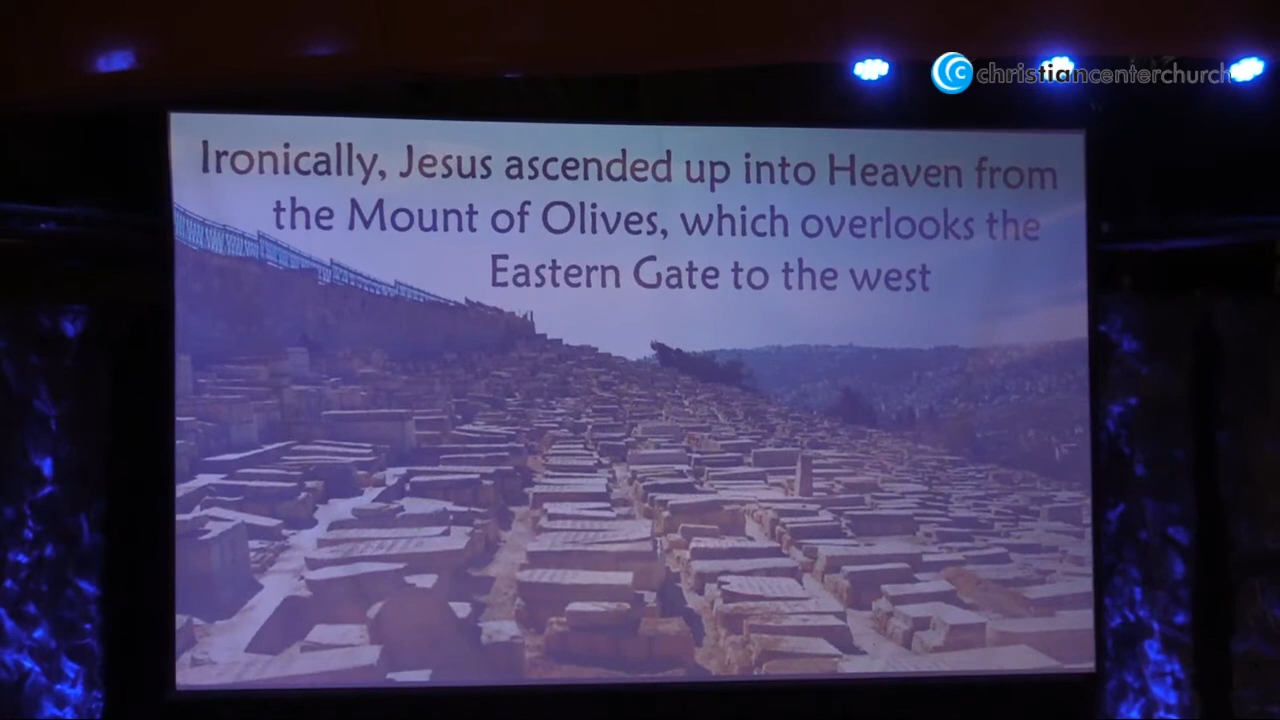 christiancenterchurch
Ironically, Jesus ascended up into Heaven from
the Mount of Olives, which overlooks the
Eastern Gate to the west